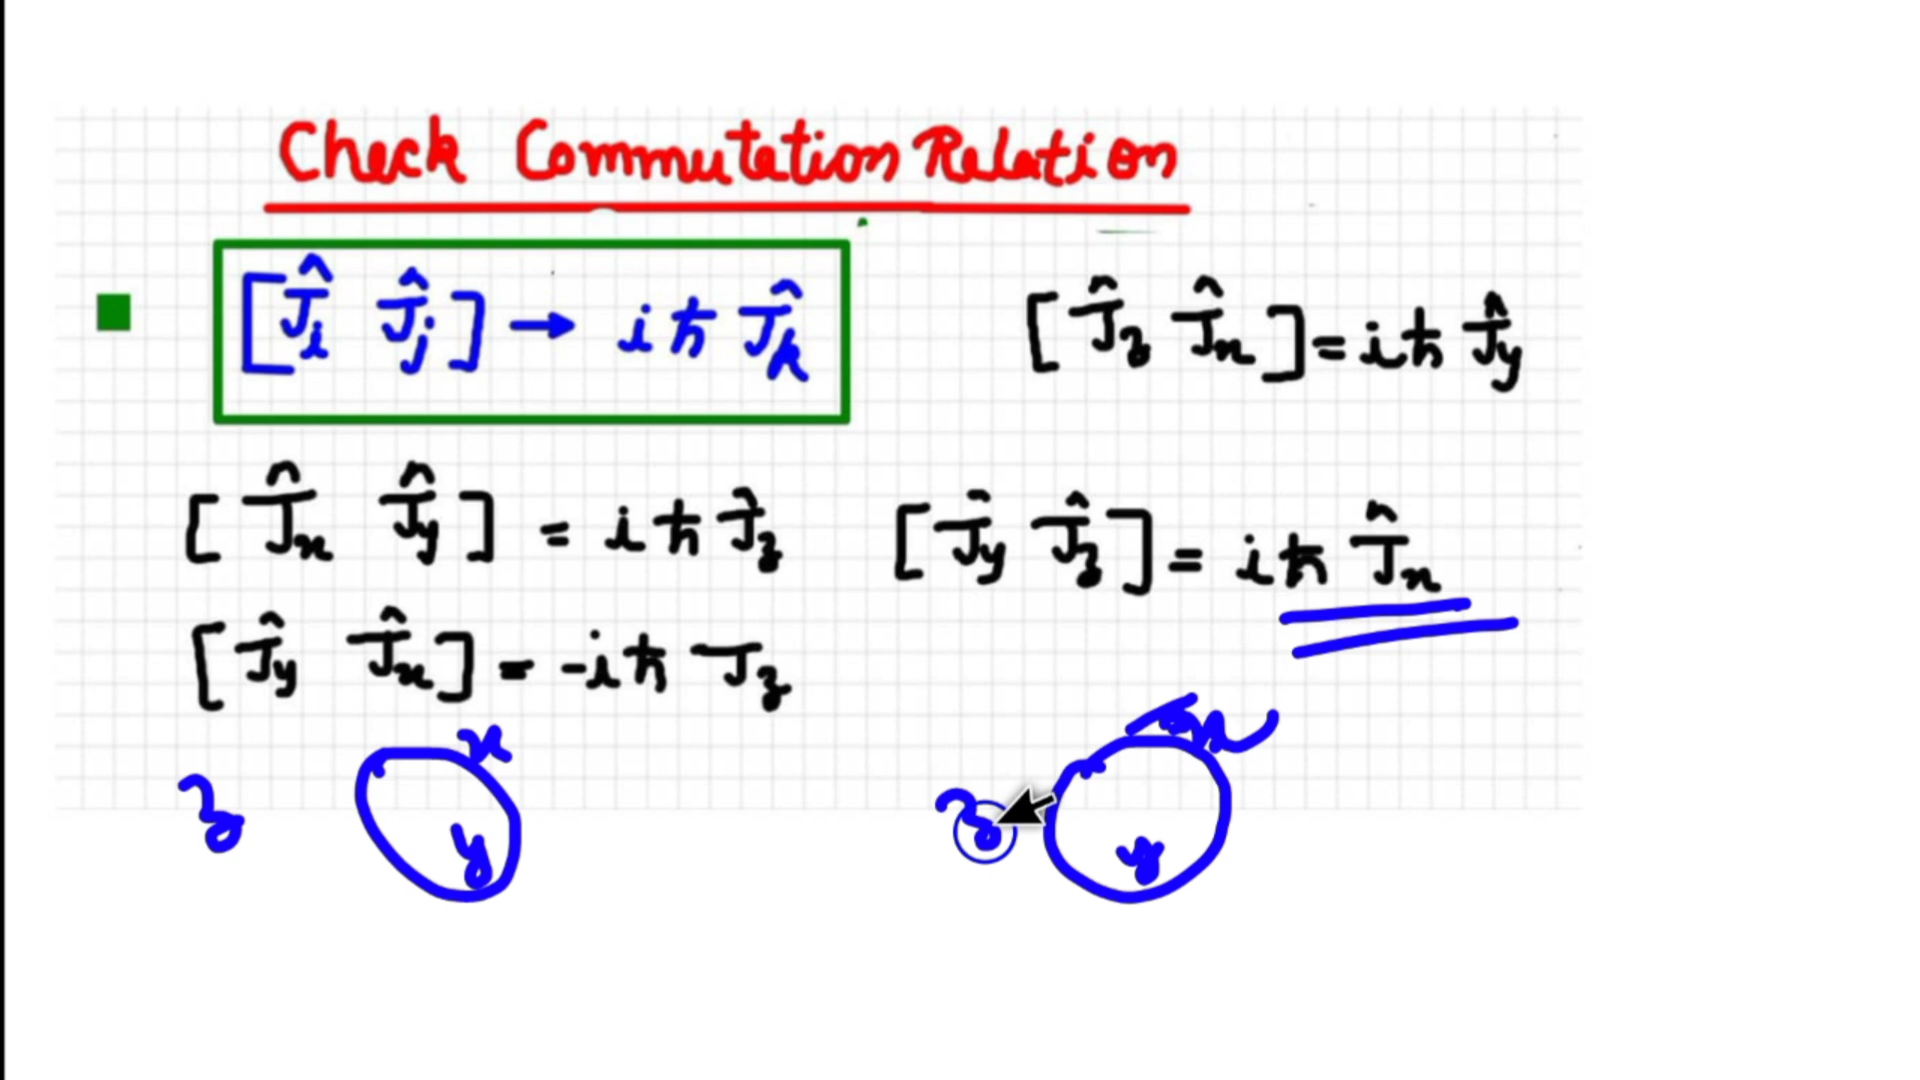 Check Commutation Relation
[Ĵi Ĵj] → iħ Ĵk
[Ĵz Ĵx] = iħ Ĵy
[Ĵx Ĵy] = iħ Ĵz
[Ĵy Ĵz] = iħ Ĵx
[Ĵy Ĵx] = -iħ Jz
x
y
z
x
y
z